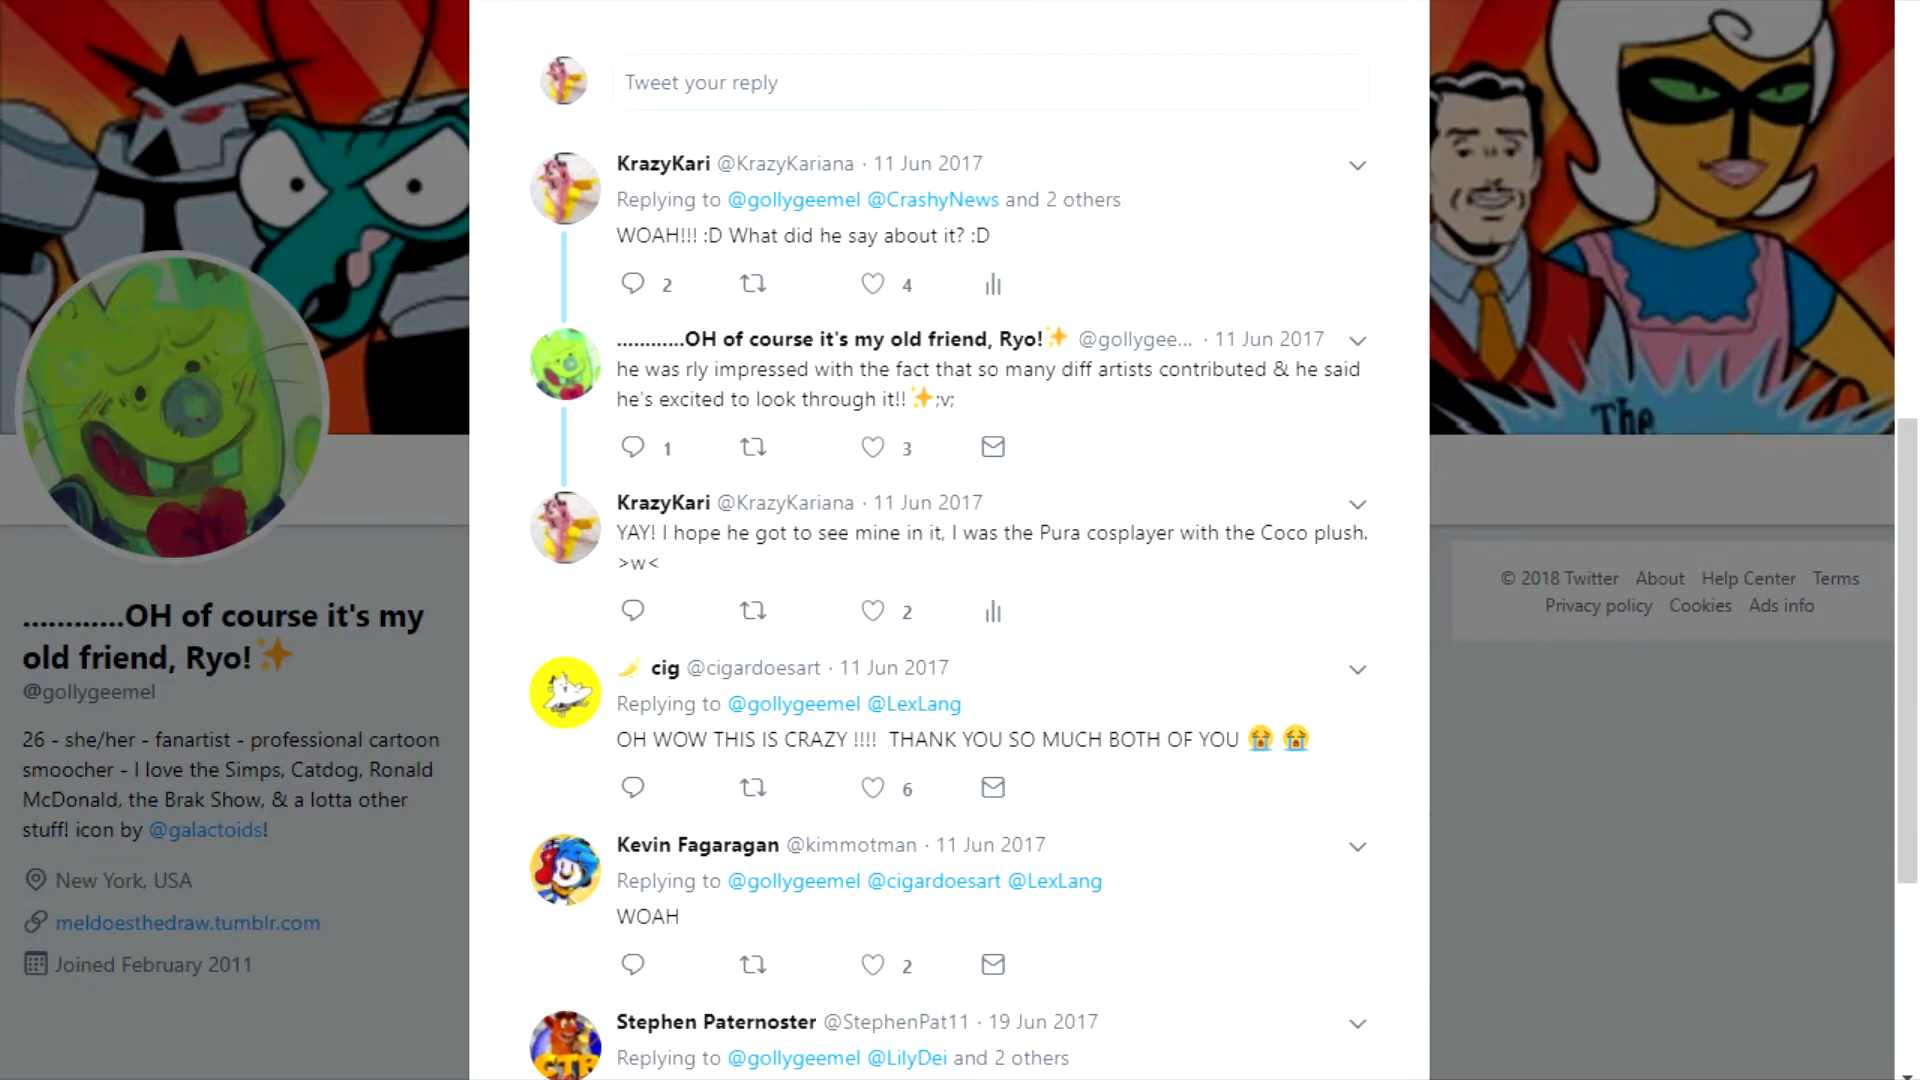 Tweet your reply
KrazyKari @KrazyKariana · 11 Jun 2017
Replying to @gollygeemel @CrashyNews and 2 others
WOAH!!! :D What did he say about it? :D
2 4
............OH of course it's my old friend, Ryo!✨ @gollygee... · 11 Jun 2017
he was rly impressed with the fact that so many diff artists contributed & he said
he's excited to look through it!! ✨;v;
1 3
KrazyKari @KrazyKariana · 11 Jun 2017
YAY! I hope he got to see mine in it, I was the Pura cosplayer with the Coco plush.
>w<
2
🍌 cig @cigardoesart · 11 Jun 2017
Replying to @gollygeemel @LexLang
OH WOW THIS IS CRAZY !!!! THANK YOU SO MUCH BOTH OF YOU 😭 😭
6
Kevin Fagaragan @kimmotman · 11 Jun 2017
Replying to @gollygeemel @cigardoesart @LexLang
WOAH
2
Stephen Paternoster @StephenPat11 · 19 Jun 2017
Replying to @gollygeemel @LilyDei and 2 others
CTR
............OH of course it's my
old friend, Ryo!✨
@gollygeemel
26 - she/her - fanartist - professional cartoon
smoocher - I love the Simps, Catdog, Ronald
McDonald, the Brak Show, & a lotta other
stuff! icon by @galactoids!
New York, USA
meldoesthedraw.tumblr.com
Joined February 2011
The
© 2018 Twitter About Help Center Terms
Privacy policy Cookies Ads info